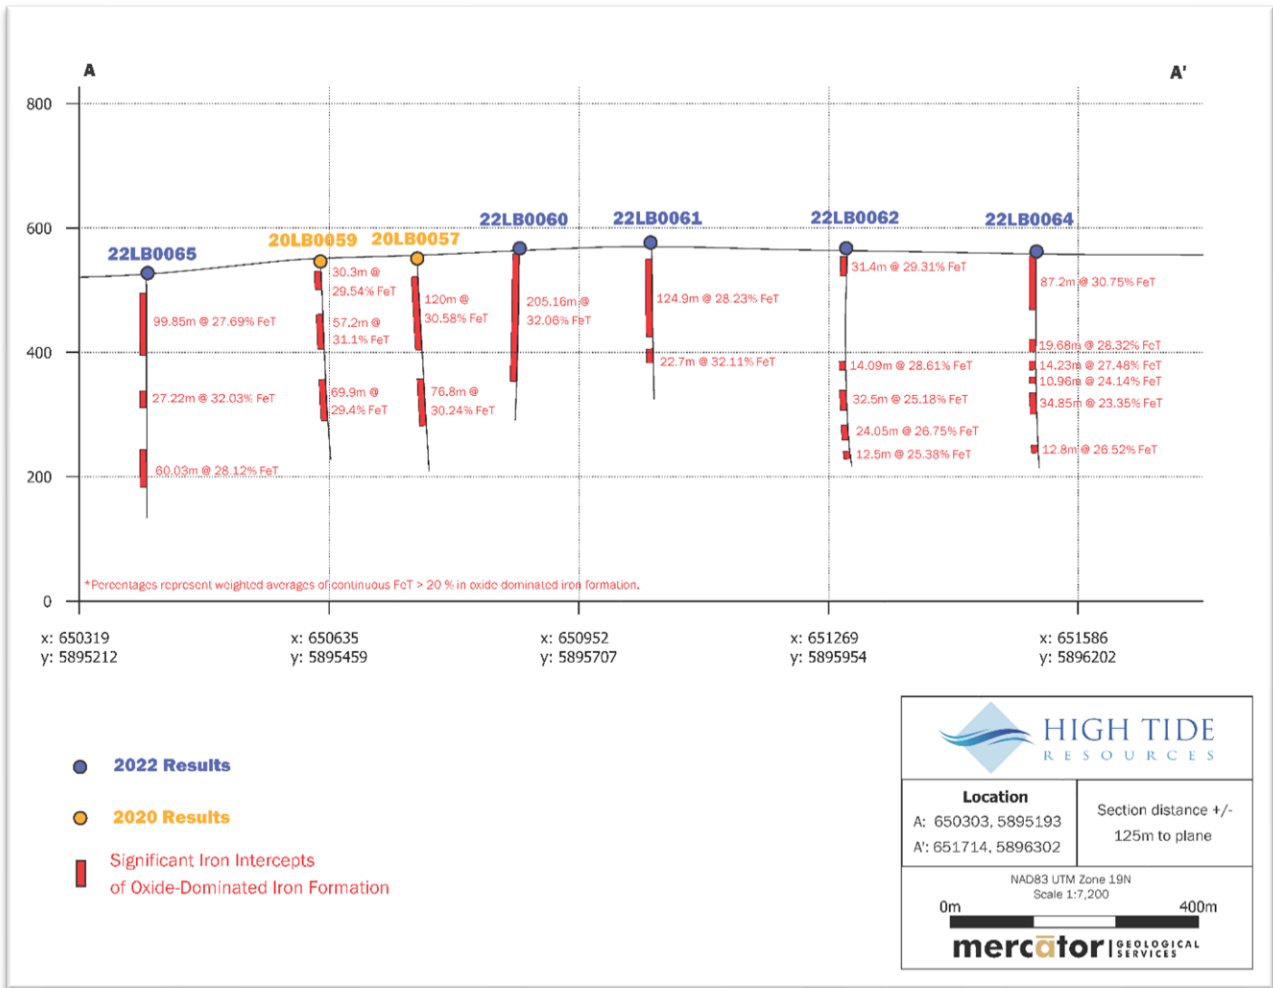 A
A'
800
600
400
200
0
22LB0065
20LB0059
20LB0057
22LB0060
22LB0061
22LB0062
22LB0064
99.85m @ 27.69% FeT
27.22m @ 32.03% FeT
60.03m @ 28.12% FeT
30.3m @
29.54% FeT
57.2m @
31.1% FeT
69.9m @
29.4% FeT
120m @
30.58% FeT
76.8m @
30.24% FeT
205.16m @
32.06% FeT
124.9m @ 28.23% FeT
22.7m @ 32.11% FeT
31.4m @ 29.31% FeT
14.09m @ 28.61% FeT
32.5m @ 25.18% FeT
24.05m @ 26.75% FeT
12.5m @ 25.38% FeT
87.2m @ 30.75% FeT
19.68m @ 28.32% FeT
14.23m @ 27.48% FeT
10.96m @ 24.14% FeT
34.85m @ 23.35% FeT
12.8m @ 26.52% FeT
*Percentages represent weighted averages of continuous FeT > 20 % in oxide dominated iron formation.
x: 650319
y: 5895212
x: 650635
y: 5895459
x: 650952
y: 5895707
x: 651269
y: 5895954
x: 651586
y: 5896202
2022 Results
2020 Results
Significant Iron Intercepts
of Oxide-Dominated Iron Formation
HIGH TIDE
RESOURCES
Location
A: 650303, 5895193
A': 651714, 5896302
Section distance +/-
125m to plane
NAD83 UTM Zone 19N
Scale 1:7,200
0m
400m
mercātor
GEOLOGICAL
SERVICES